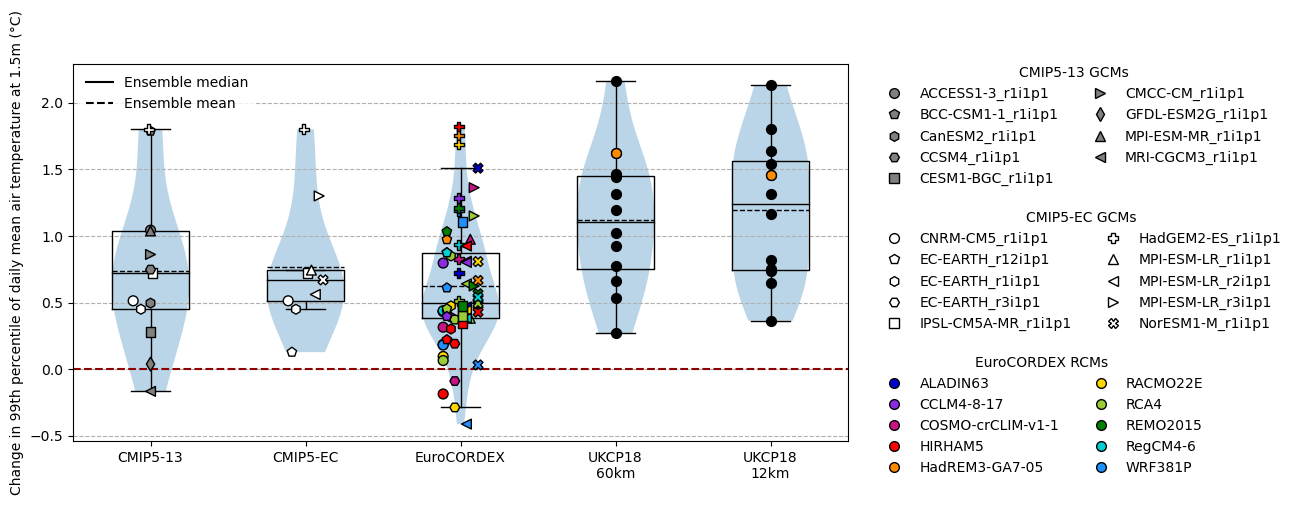 Change in 99th percentile of daily mean air temperature at 1.5m (°C)
2.0
1.5
1.0
0.5
0.0
−0.5
Ensemble median
Ensemble mean
CMIP5-13
CMIP5-EC
EuroCORDEX
UKCP18
60km
UKCP18
12km
CMIP5-13 GCMs
ACCESS1-3_r1i1p1
BCC-CSM1-1_r1i1p1
CanESM2_r1i1p1
CCSM4_r1i1p1
CESM1-BGC_r1i1p1
CMCC-CM_r1i1p1
GFDL-ESM2G_r1i1p1
MPI-ESM-MR_r1i1p1
MRI-CGCM3_r1i1p1
CMIP5-EC GCMs
CNRM-CM5_r1i1p1
EC-EARTH_r12i1p1
EC-EARTH_r1i1p1
EC-EARTH_r3i1p1
IPSL-CM5A-MR_r1i1p1
HadGEM2-ES_r1i1p1
MPI-ESM-LR_r1i1p1
MPI-ESM-LR_r2i1p1
MPI-ESM-LR_r3i1p1
NorESM1-M_r1i1p1
EuroCORDEX RCMs
ALADIN63
CCLM4-8-17
COSMO-crCLIM-v1-1
HIRHAM5
HadREM3-GA7-05
RACMO22E
RCA4
REMO2015
RegCM4-6
WRF381P